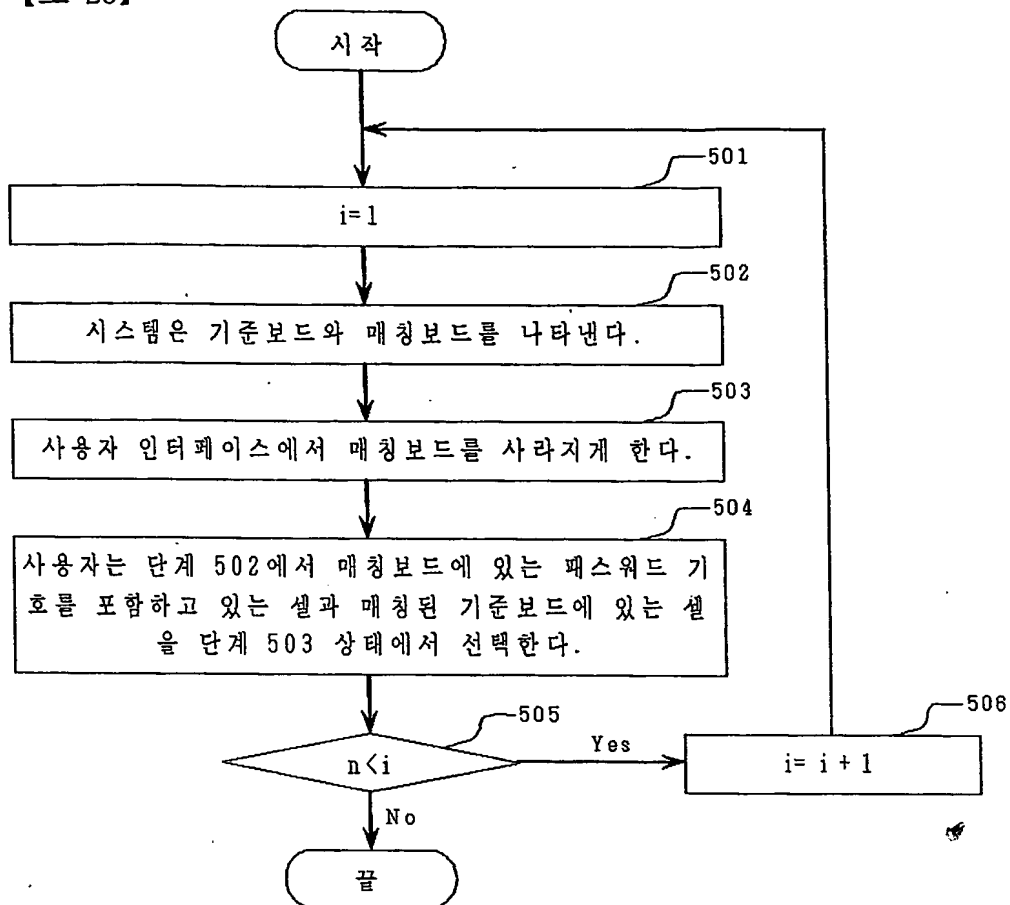 시작
501
i=1
502
시스템은 기준보드와 매칭보드를 나타낸다.
503
사용자 인터페이스에서 매칭보드를 사라지게 한다.
504
사용자는 단계 502에서 매칭보드에 있는 패스워드 기
호를 포함하고 있는 셀과 매칭된 기준보드에 있는 셀
을 단계 503 상태에서 선택한다.
505
n<i
Yes
506
i= i + 1
No
끝